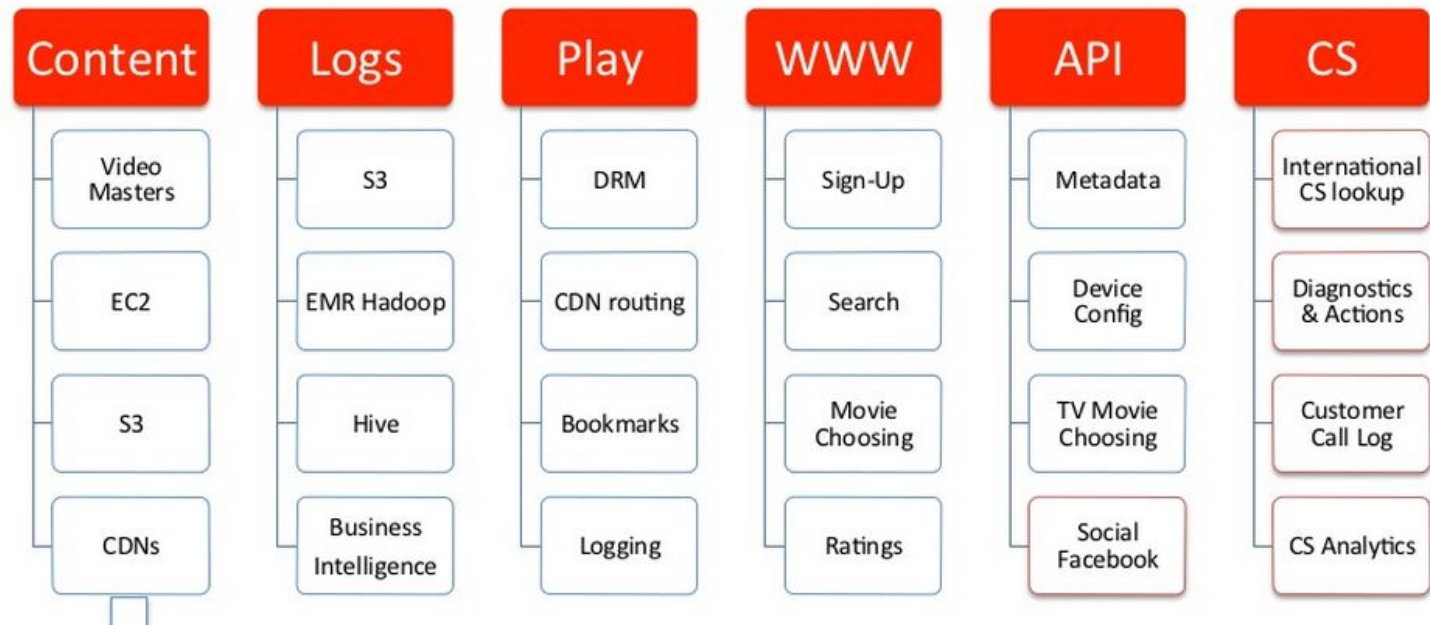 Content
Video
Masters
EC2
S3
CDNs
Logs
S3
EMR Hadoop
Hive
Business
Intelligence
Play
DRM
CDN routing
Bookmarks
Logging
WWW
Sign-Up
Search
Movie
Choosing
Ratings
API
Metadata
Device
Config
TV Movie
Choosing
Social
Facebook
CS
International
CS lookup
Diagnostics
& Actions
Customer
Call Log
CS Analytics